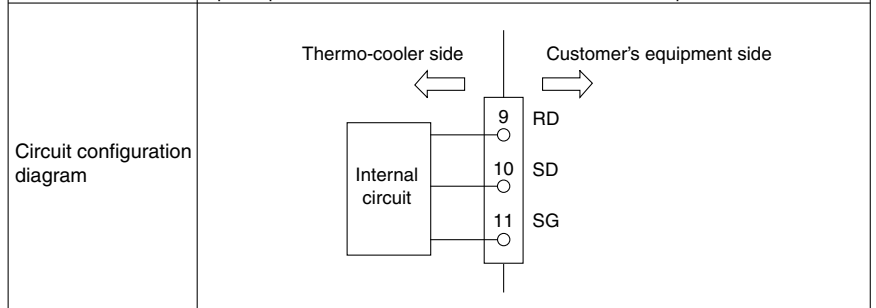 Circuit configuration
diagram
Thermo-cooler side
Customer's equipment side
9 RD
10 SD
11 SG
Internal
circuit